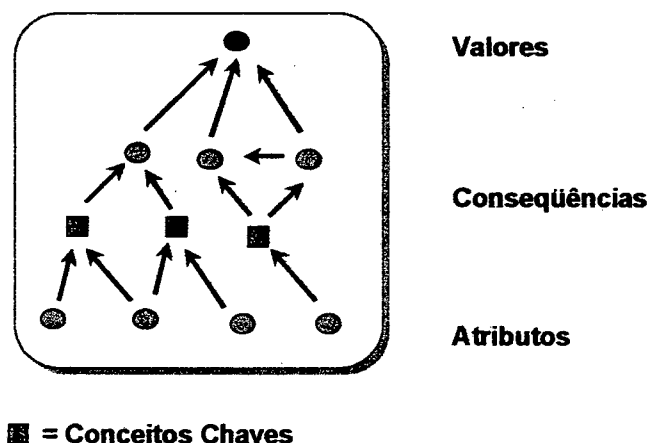 Valores
Conseqüências
Atributos
= Conceitos Chaves